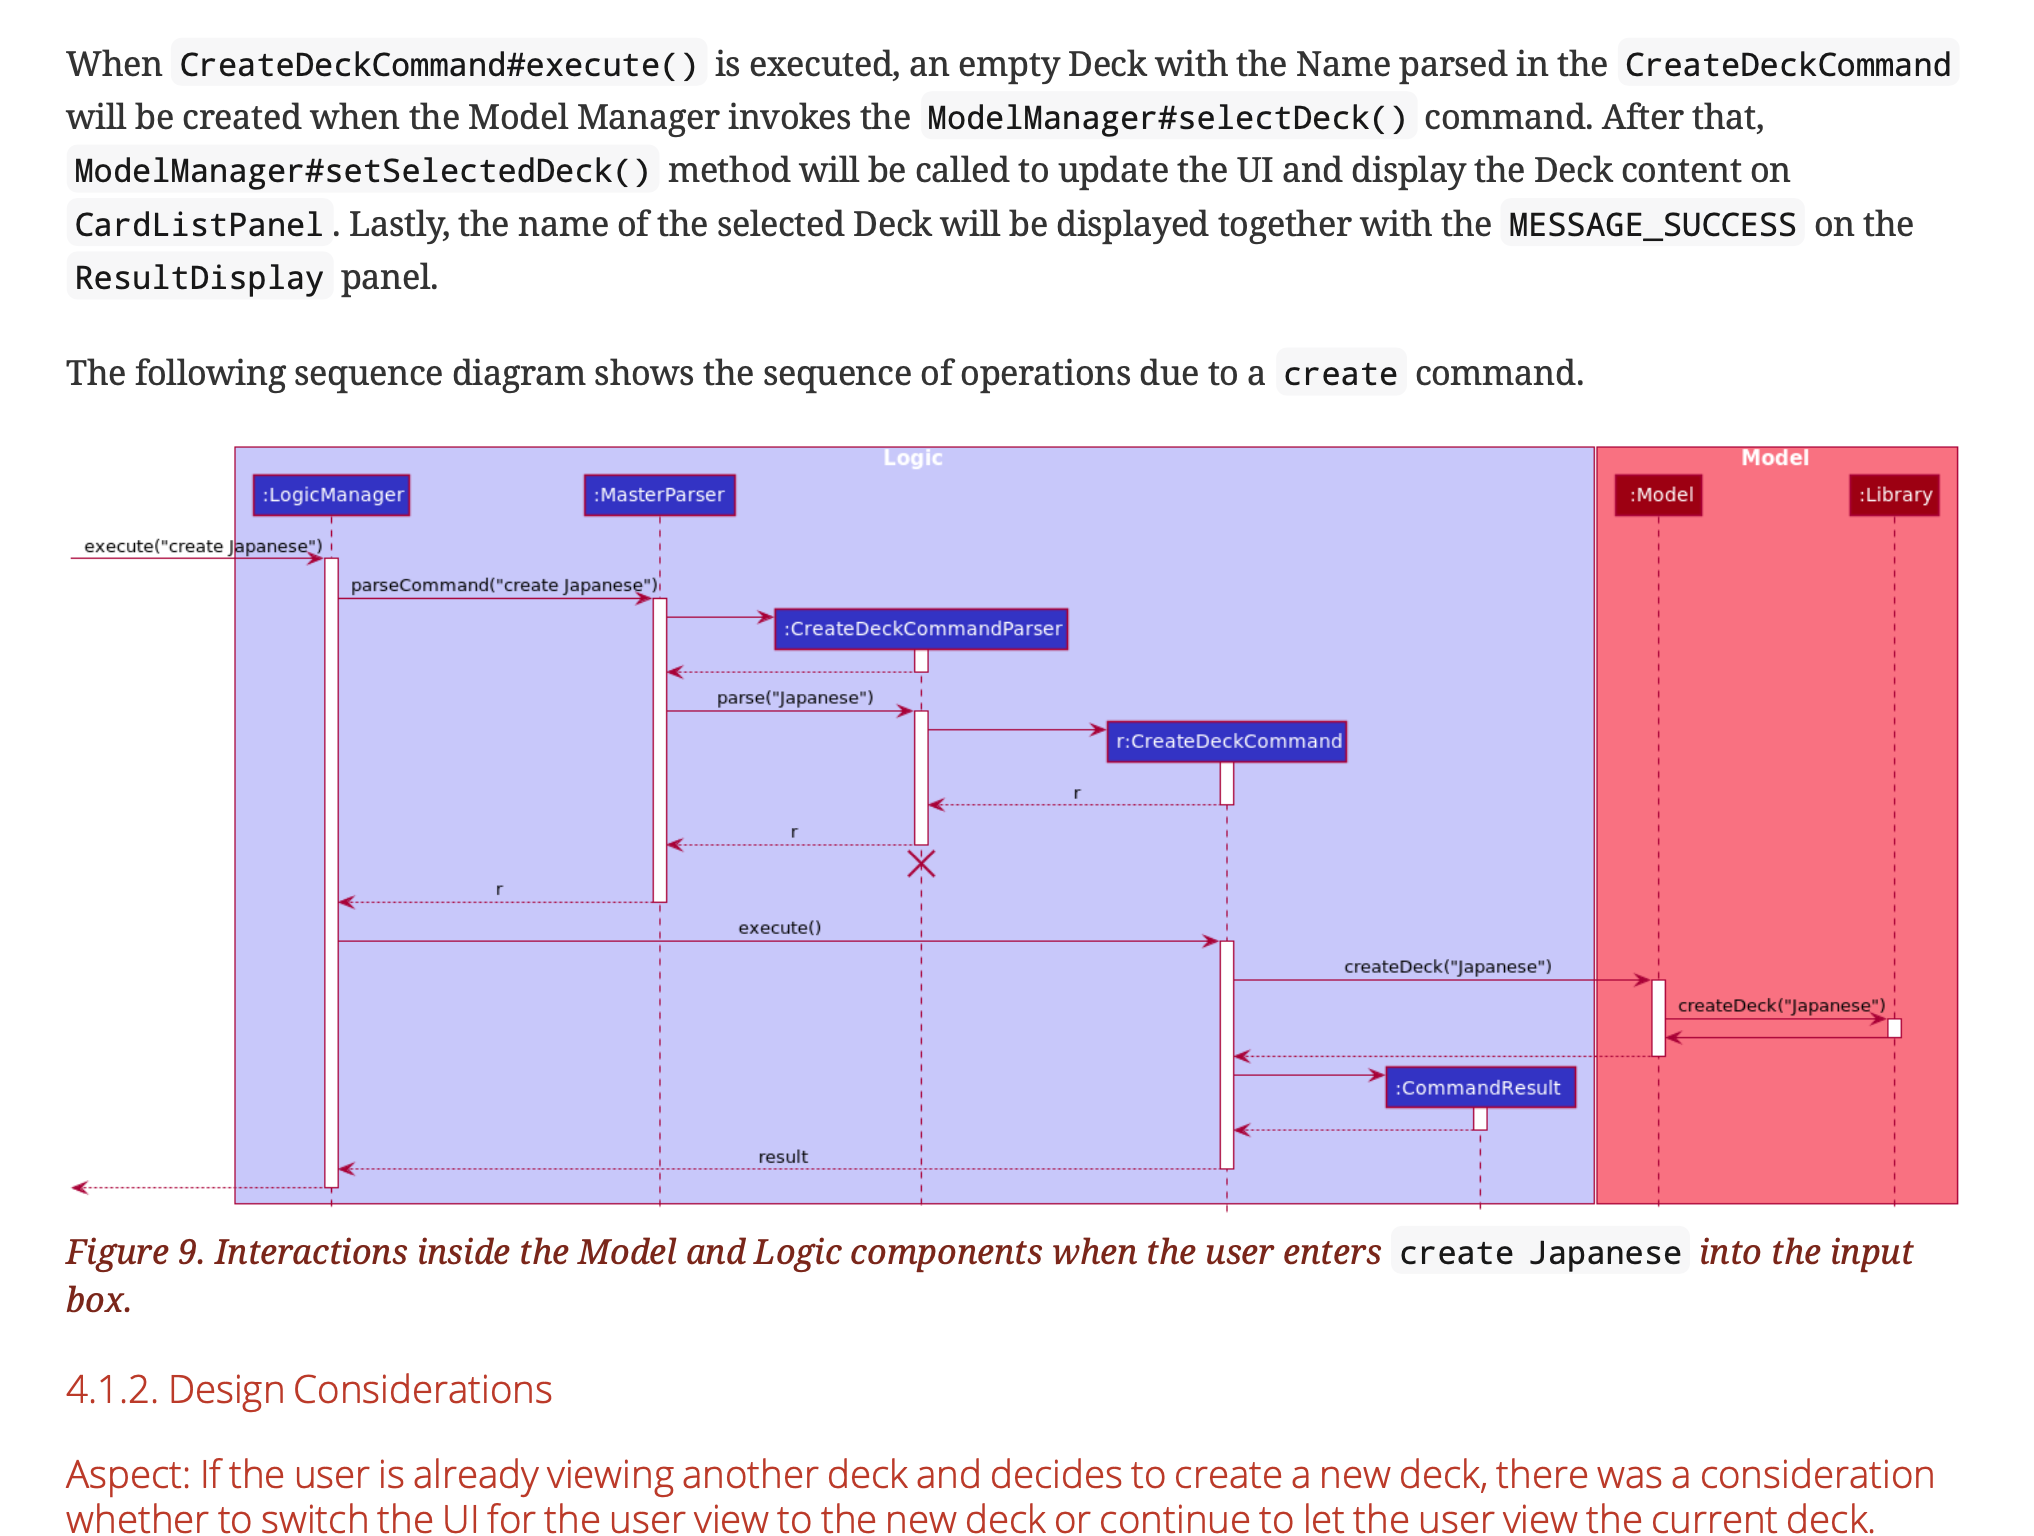 When CreateDeckCommand#execute() is executed, an empty Deck with the Name parsed in the CreateDeckCommand
will be created when the Model Manager invokes the ModelManager#selectDeck() command. After that,
ModelManager#setSelectedDeck() method will be called to update the UI and display the Deck content on
CardListPanel. Lastly, the name of the selected Deck will be displayed together with the MESSAGE_SUCCESS on the
ResultDisplay panel.
The following sequence diagram shows the sequence of operations due to a create command.
Logic
Model
:LogicManager
:MasterParser
:Model
:Library
execute("create Japanese")
parseCommand("create Japanese")
:CreateDeckCommandParser
parse("Japanese")
r:CreateDeckCommand
r
r
r
execute()
createDeck("Japanese")
createDeck("Japanese")
:CommandResult
result
Figure 9. Interactions inside the Model and Logic components when the user enters create Japanese into the input
box.
4.1.2. Design Considerations
Aspect: If the user is already viewing another deck and decides to create a new deck, there was a consideration
whether to switch the UI for the user view to the new deck or continue to let the user view the current deck.